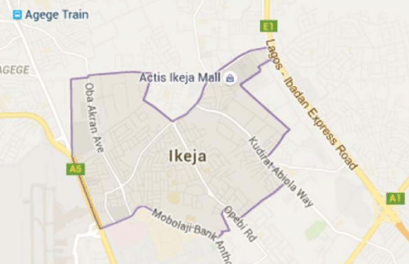 Agege Train
E1
AGEGE
Actis Ikeja Mall
Lagos - Ibadan Express Road
Oba Akran Ave
Ikeja
Kudirat Abiola Way
A5
A1
Mobolaji Bank Antho
Opebi Rd